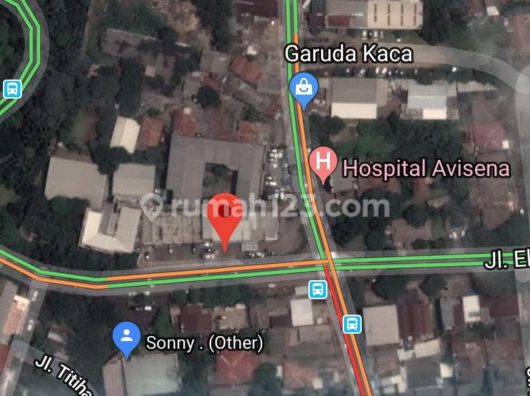 Garuda Kaca
H
Hospital Avisena
rumah123.com
Jl. El
Sonny . (Other)
Jl. Titiha